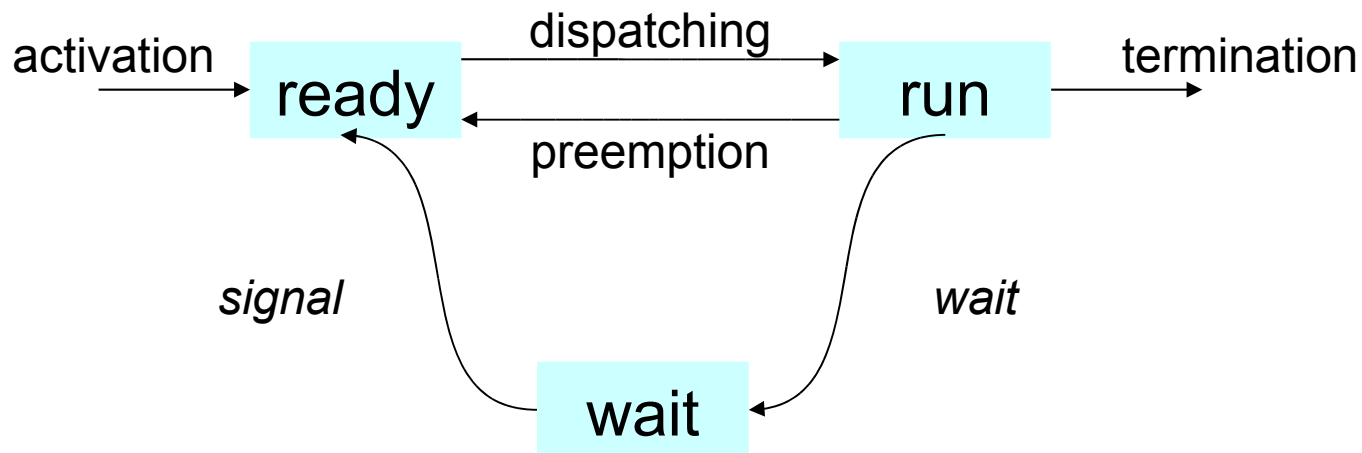 activation
ready
dispatching
preemption
run
termination
signal
wait
wait